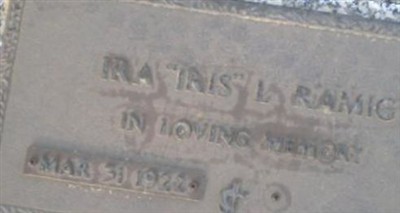 IRA "IRIS" L RAMIG
IN LOVING MEMORY
MAR 31 1922